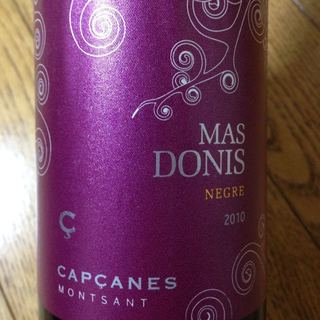 MAS
DONIS
NEGRE
2010
Ç
CAPÇANES
MONTSANT